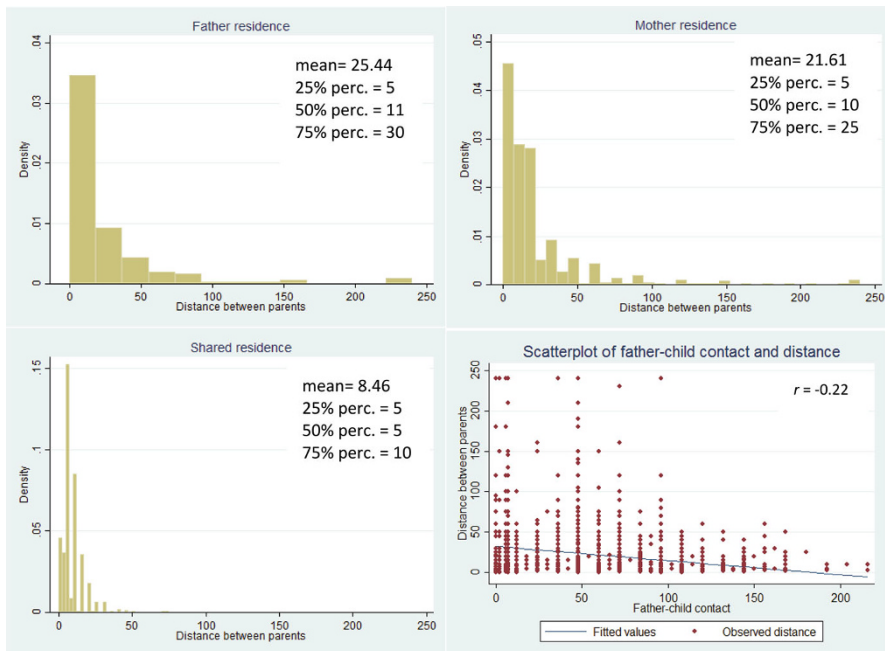 Father residence
mean= 25.44
25% perc. = 5
50% perc. = 11
75% perc. = 30
Density
.04
.03
.02
.01
0
0 50 100 150 200 250
Distance between parents
Mother residence
mean= 21.61
25% perc. = 5
50% perc. = 10
75% perc. = 25
Density
.05
.04
.03
.02
.01
0
0 50 100 150 200 250
Distance between parents
Shared residence
mean= 8.46
25% perc. = 5
50% perc. = 5
75% perc. = 10
Density
.15
.1
.05
0
0 50 100 150 200 250
Distance between parents
Scatterplot of father-child contact and distance
r = -0.22
Distance between parents
250
200
150
100
50
0
0 50 100 150 200
Father-child contact
Fitted values Observed distance